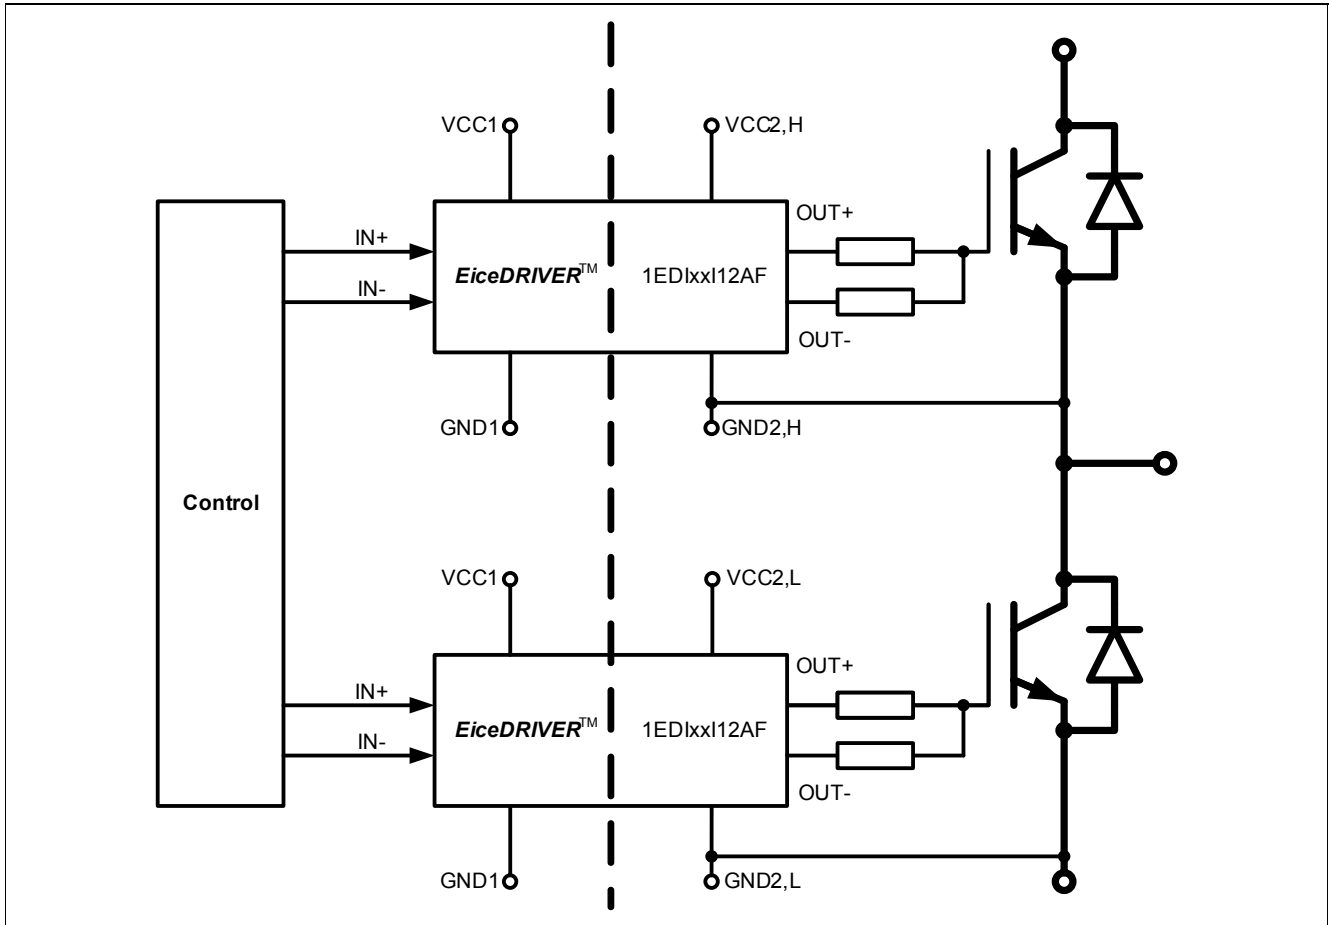 VCC1
VCC2,H
IN+
IN-
EiceDRIVER™
1EDIxxI12AF
OUT+
OUT-
GND1
GND2,H
Control
VCC1
VCC2,L
IN+
IN-
EiceDRIVER™
1EDIxxI12AF
OUT+
OUT-
GND1
GND2,L